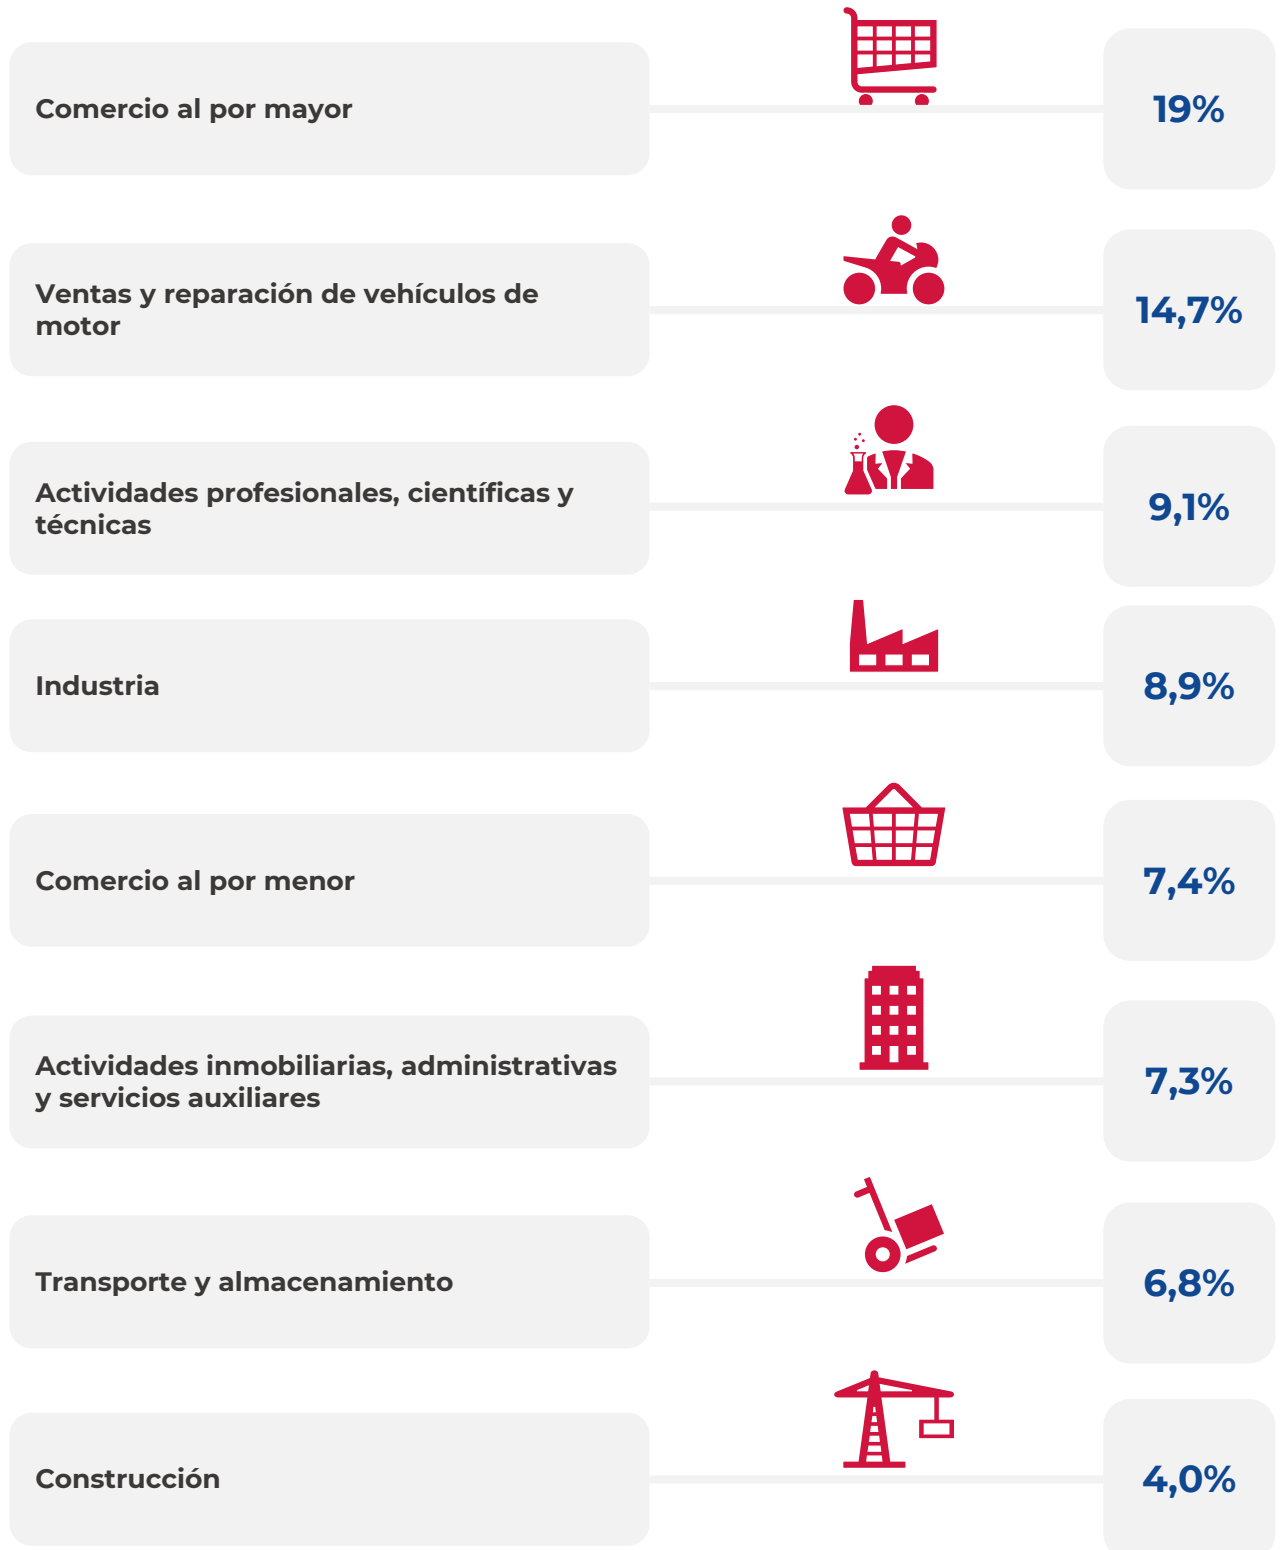 Comercio al por mayor
19%
Ventas y reparación de vehículos de
motor
14,7%
Actividades profesionales, científicas y
técnicas
9,1%
Industria
8,9%
Comercio al por menor
7,4%
Actividades inmobiliarias, administrativas
y servicios auxiliares
7,3%
Transporte y almacenamiento
6,8%
Construcción
4,0%